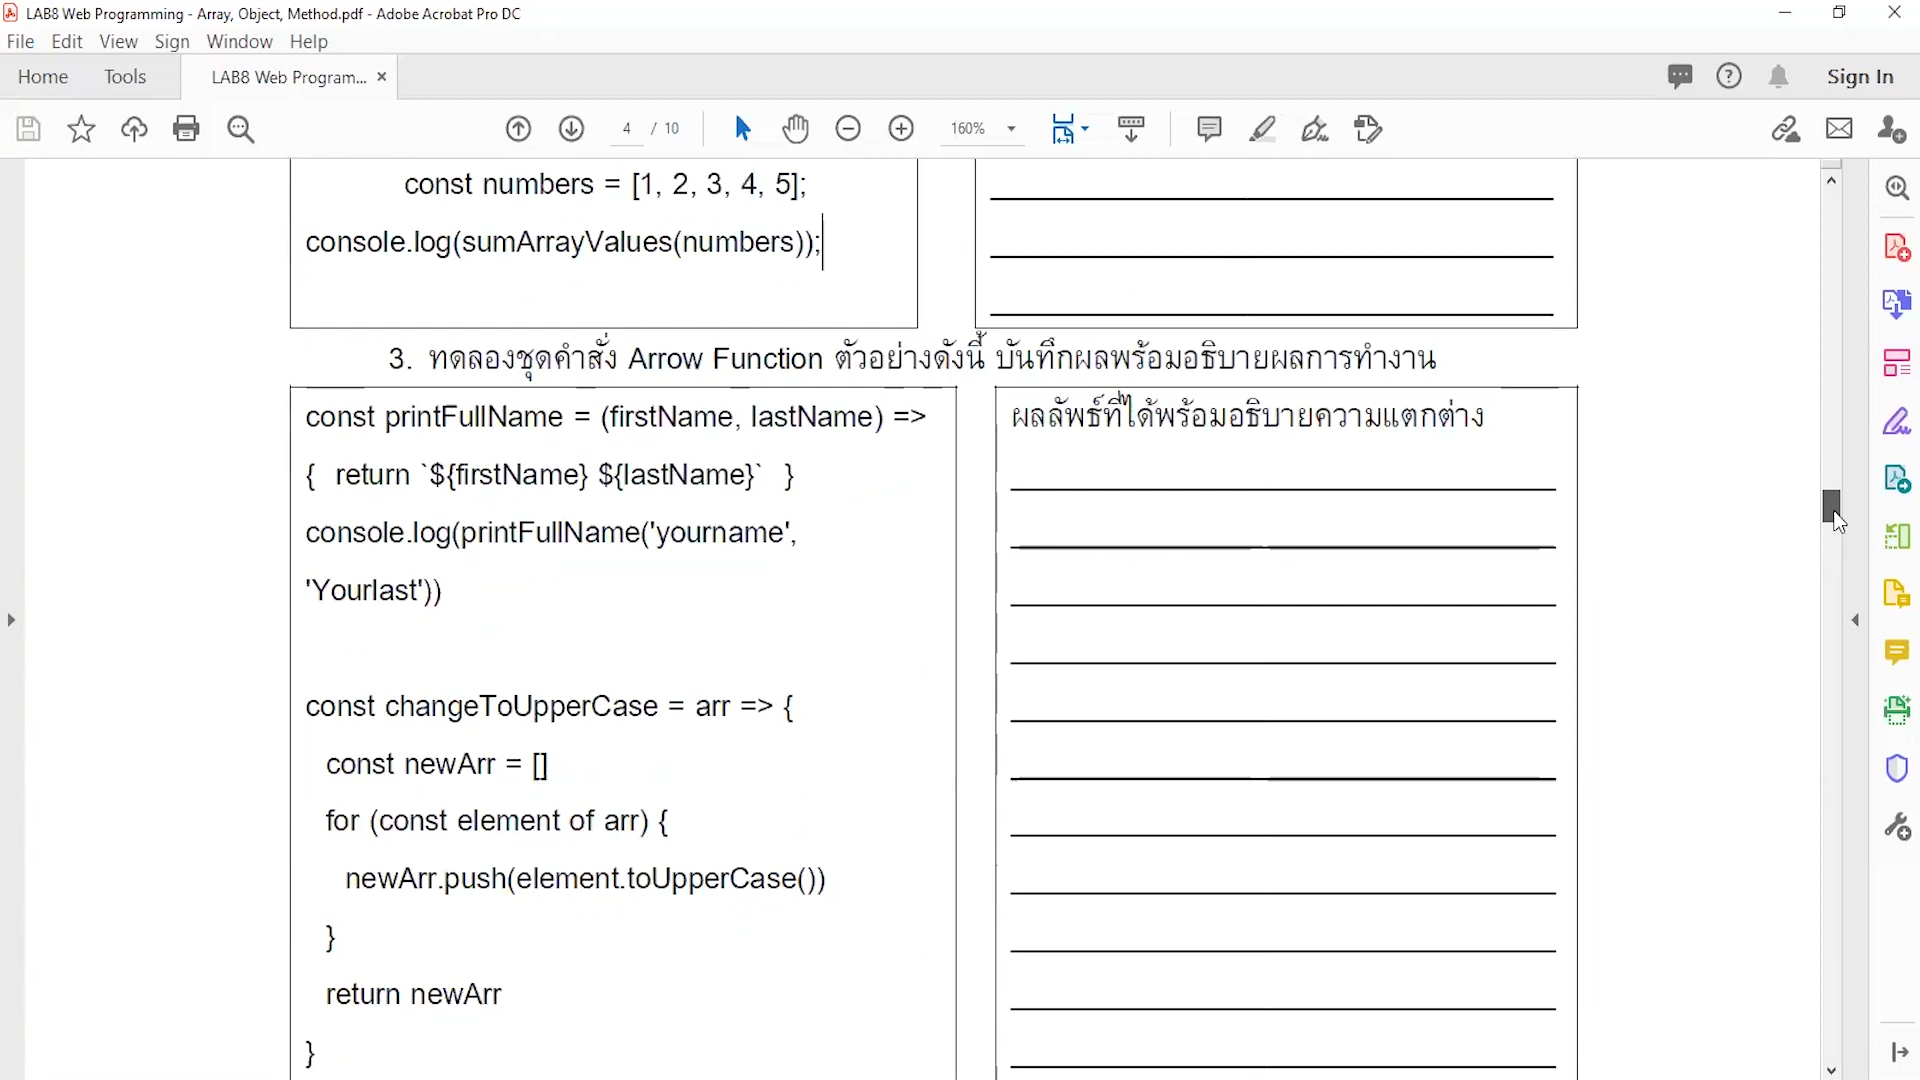 LAB8 Web Programming - Array, Object, Method.pdf - Adobe Acrobat Pro DC
File Edit View Sign Window Help
Home Tools LAB8 Web Program... × Sign In
4 / 10 160%
const numbers = [1, 2, 3, 4, 5];
console.log(sumArrayValues(numbers));
3. ทดลองชุดคำสั่ง Arrow Function ตัวอย่างดังนี้ บันทึกผลพร้อมอธิบายผลการทำงาน
const printFullName = (firstName, lastName) =>
{ return `${firstName} ${lastName}` }
console.log(printFullName('yourname',
'Yourlast'))
const changeToUpperCase = arr => {
const newArr = []
for (const element of arr) {
newArr.push(element.toUpperCase())
}
return newArr
}
ผลลัพธ์ที่ได้พร้อมอธิบายความแตกต่าง